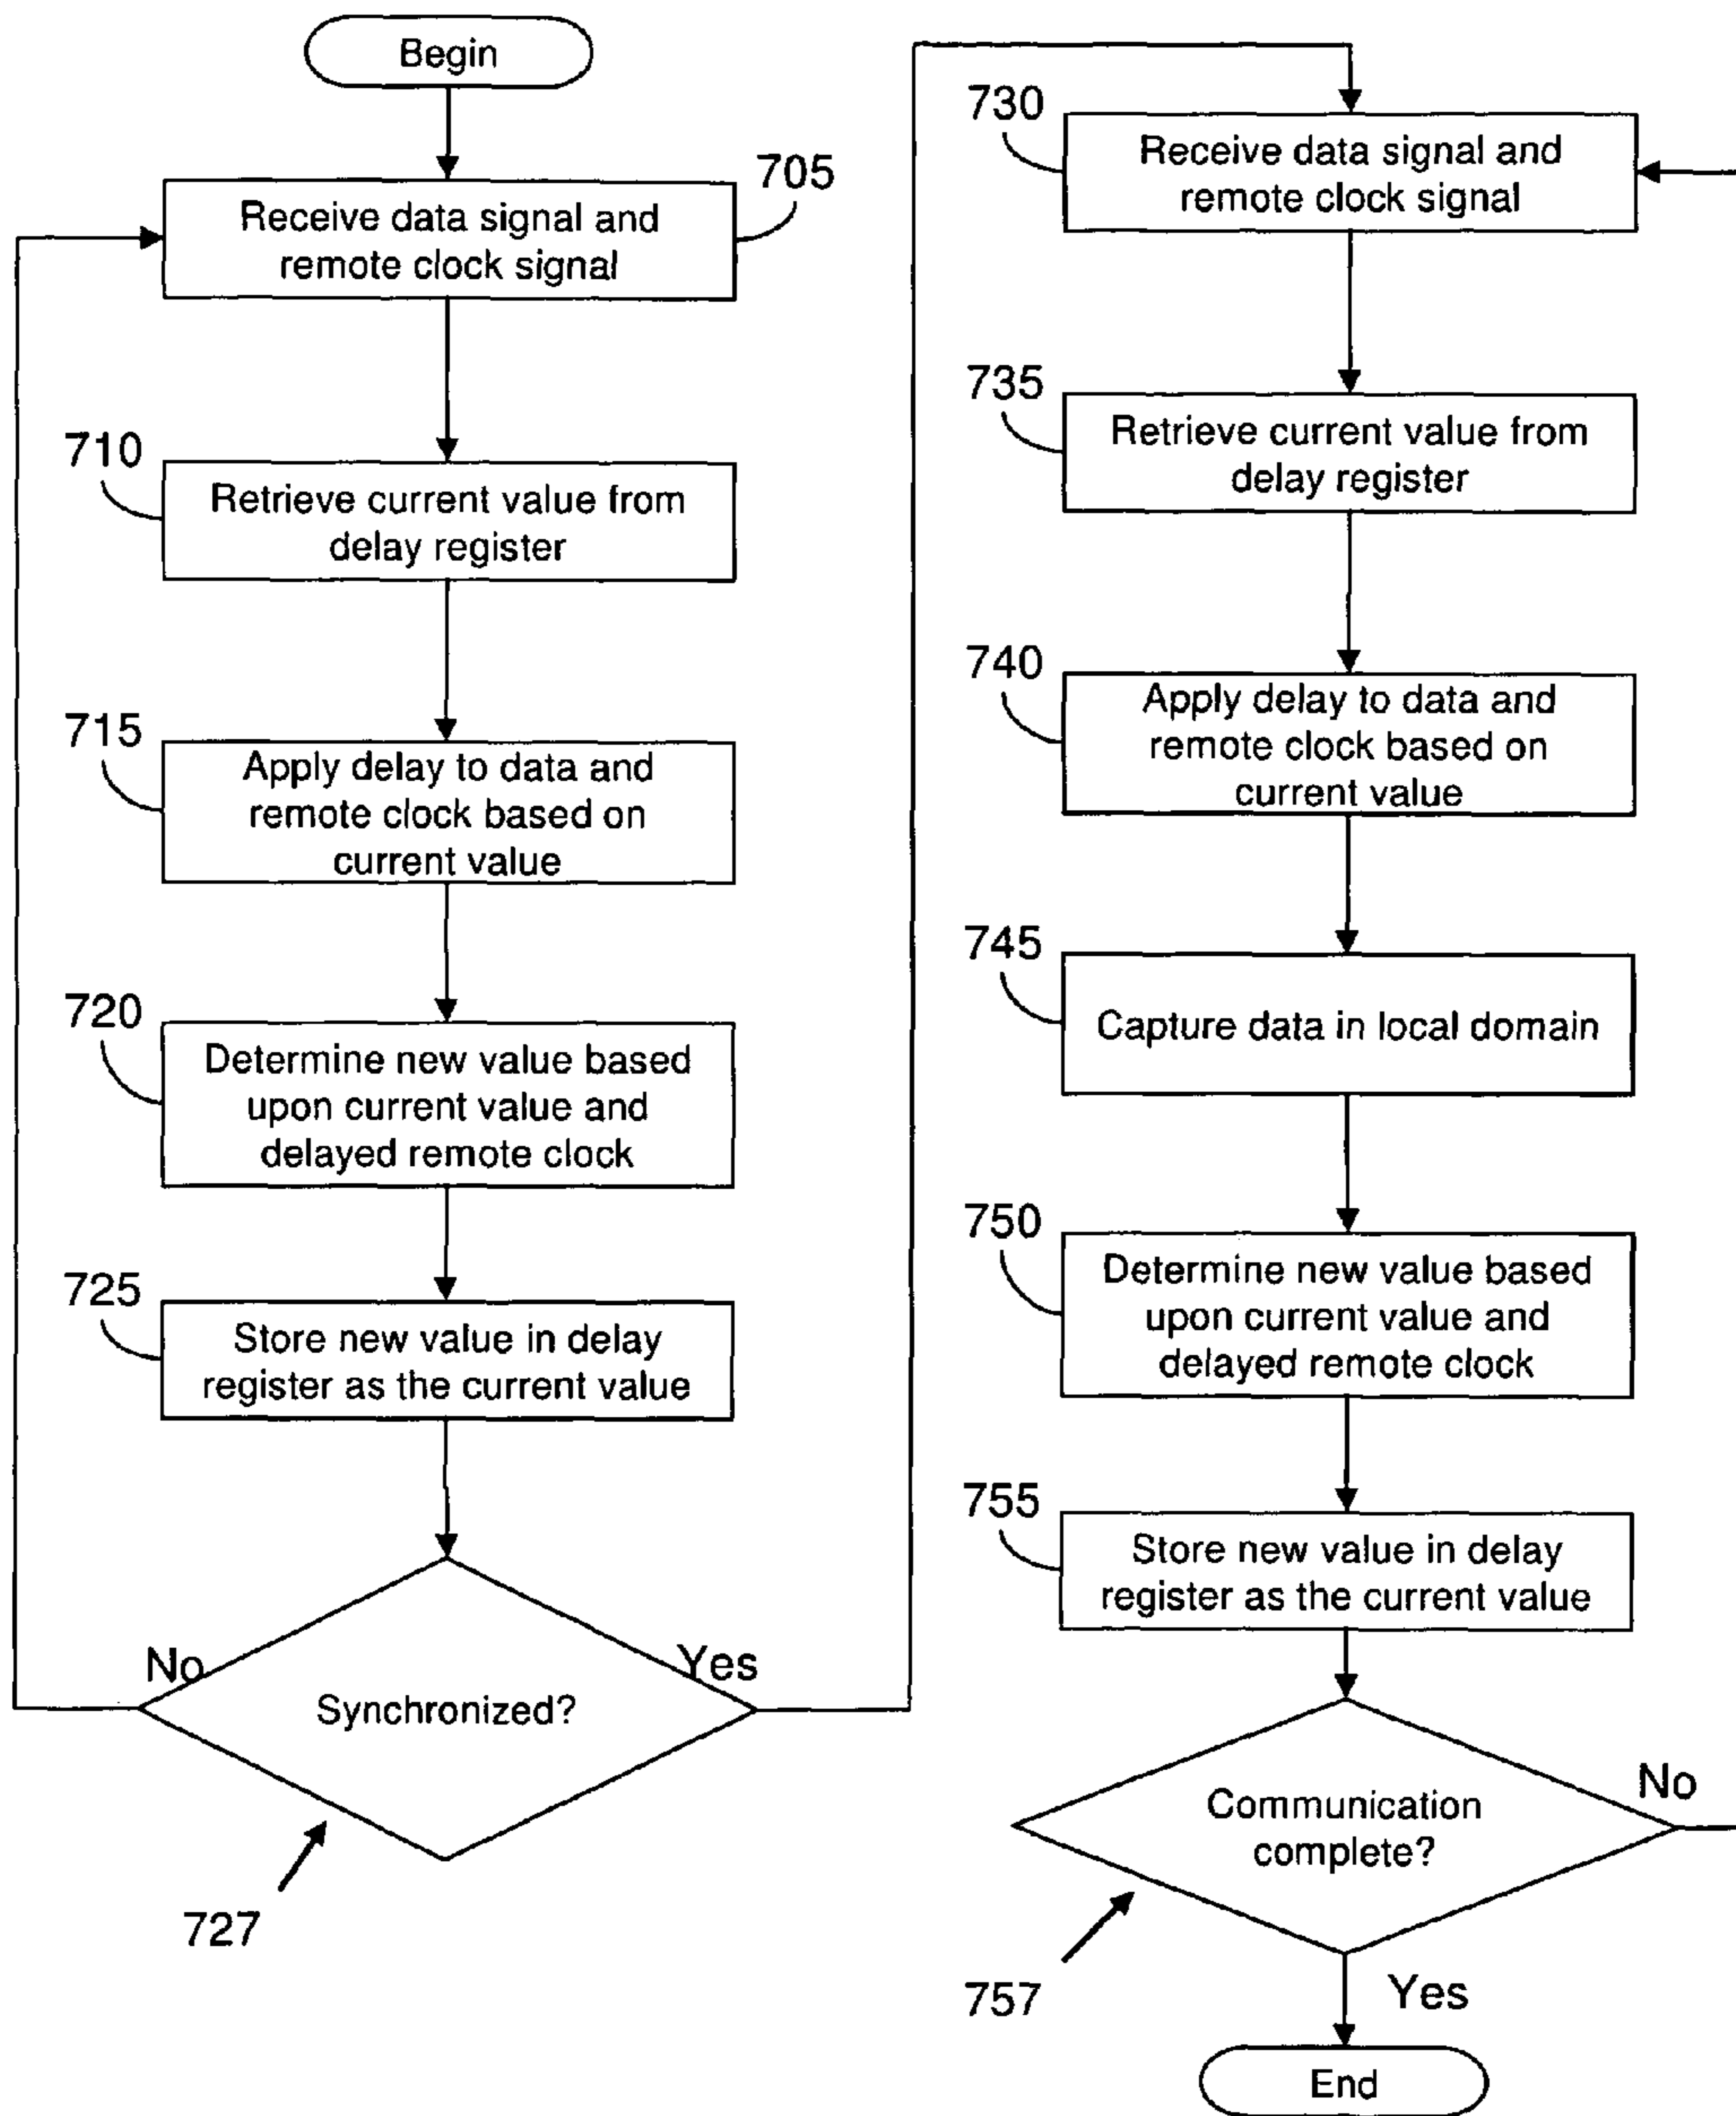 Begin
705
Receive data signal and
remote clock signal
710
Retrieve current value from
delay register
715
Apply delay to data and
remote clock based on
current value
720
Determine new value based
upon current value and
delayed remote clock
725
Store new value in delay
register as the current value
No
Yes
Synchronized?
727
730
Receive data signal and
remote clock signal
735
Retrieve current value from
delay register
740
Apply delay to data and
remote clock based on
current value
745
Capture data in local domain
750
Determine new value based
upon current value and
delayed remote clock
755
Store new value in delay
register as the current value
No
Communication
complete?
757
Yes
End